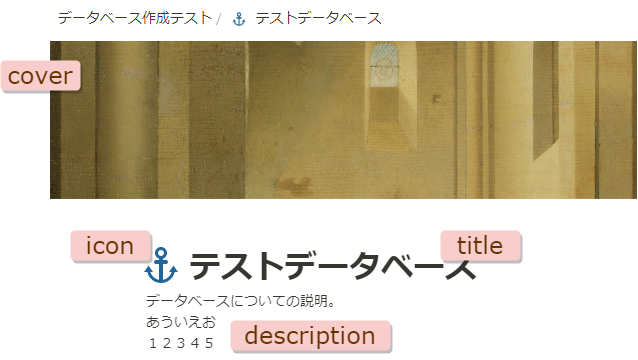 データベース作成テスト / テストデータベース
cover
icon
title
テストデータベース
データベースについての説明。
あういえお
１２３４５
description